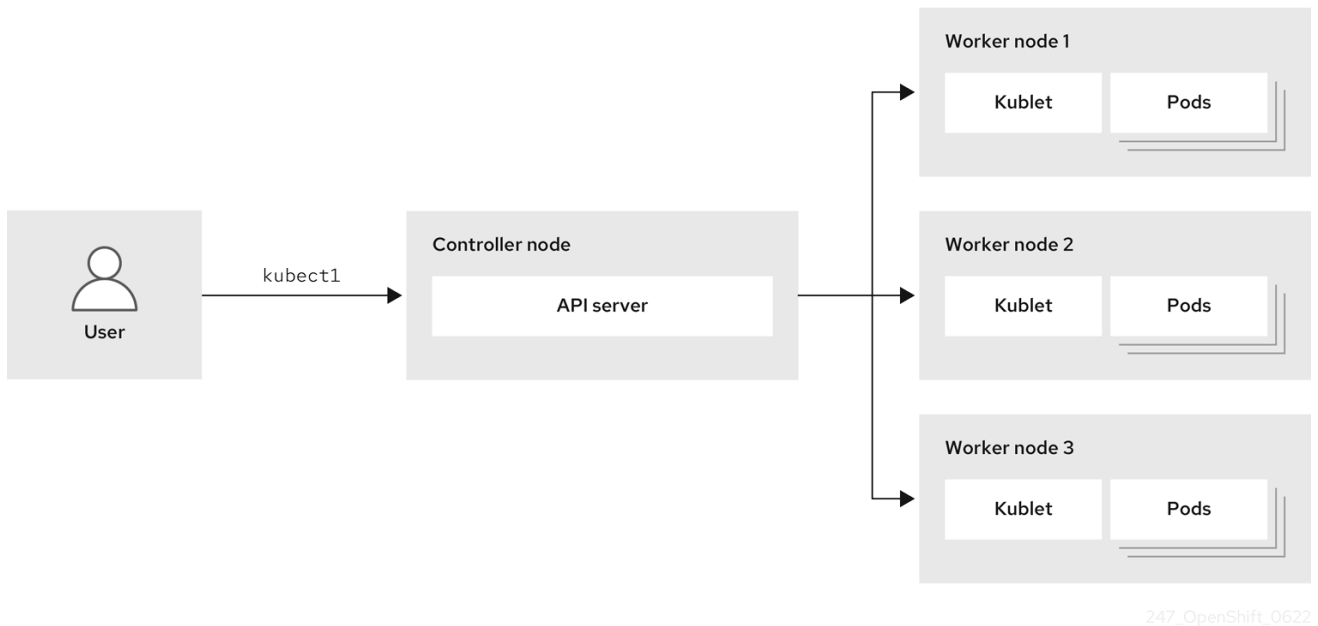 Worker node 1
Kublet
Pods
User
kubect1
Controller node
API server
Worker node 2
Kublet
Pods
Worker node 3
Kublet
Pods
247_OpenShift_0622